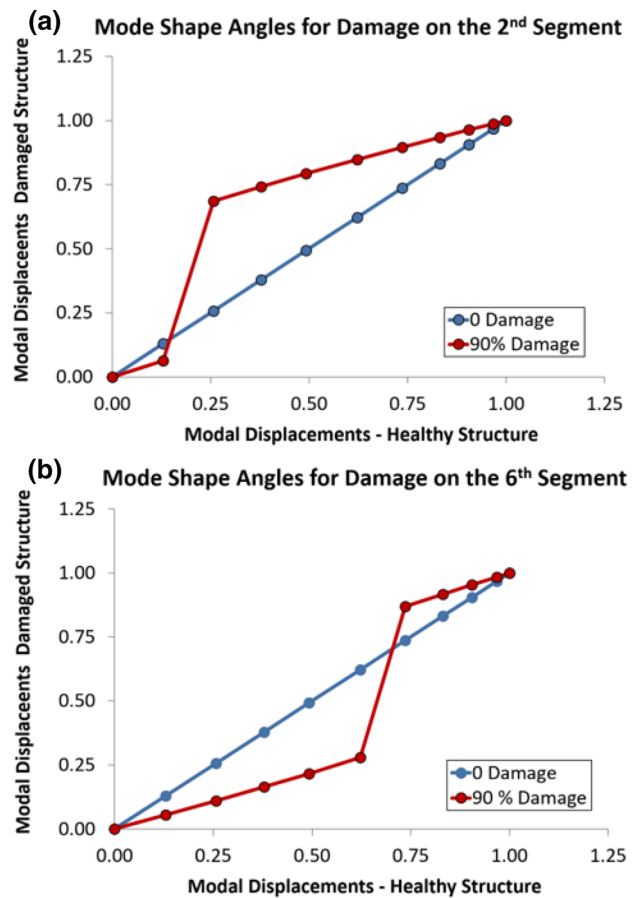 (a)
Mode Shape Angles for Damage on the 2nd Segment
1.25
1.00
0.75
0.50
0.25
0.00
Modal Displaceents Damaged Structure
0 Damage
90% Damage
0.00 0.25 0.50 0.75 1.00 1.25
Modal Displacements - Healthy Structure
(b)
Mode Shape Angles for Damage on the 6th Segment
1.25
1.00
0.75
0.50
0.25
0.00
Modal Displaceents Damaged Structure
0 Damage
90 % Damage
0.00 0.25 0.50 0.75 1.00 1.25
Modal Displacements - Healthy Structure